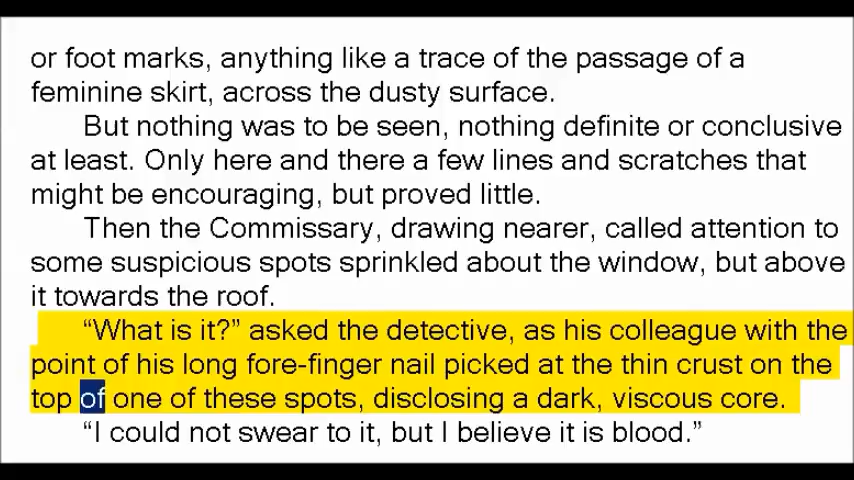 or foot marks, anything like a trace of the passage of a
feminine skirt, across the dusty surface.
But nothing was to be seen, nothing definite or conclusive
at least. Only here and there a few lines and scratches that
might be encouraging, but proved little.
Then the Commissary, drawing nearer, called attention to
some suspicious spots sprinkled about the window, but above
it towards the roof.
“What is it?” asked the detective, as his colleague with the
point of his long fore-finger nail picked at the thin crust on the
top of one of these spots, disclosing a dark, viscous core.
“I could not swear to it, but I believe it is blood.”